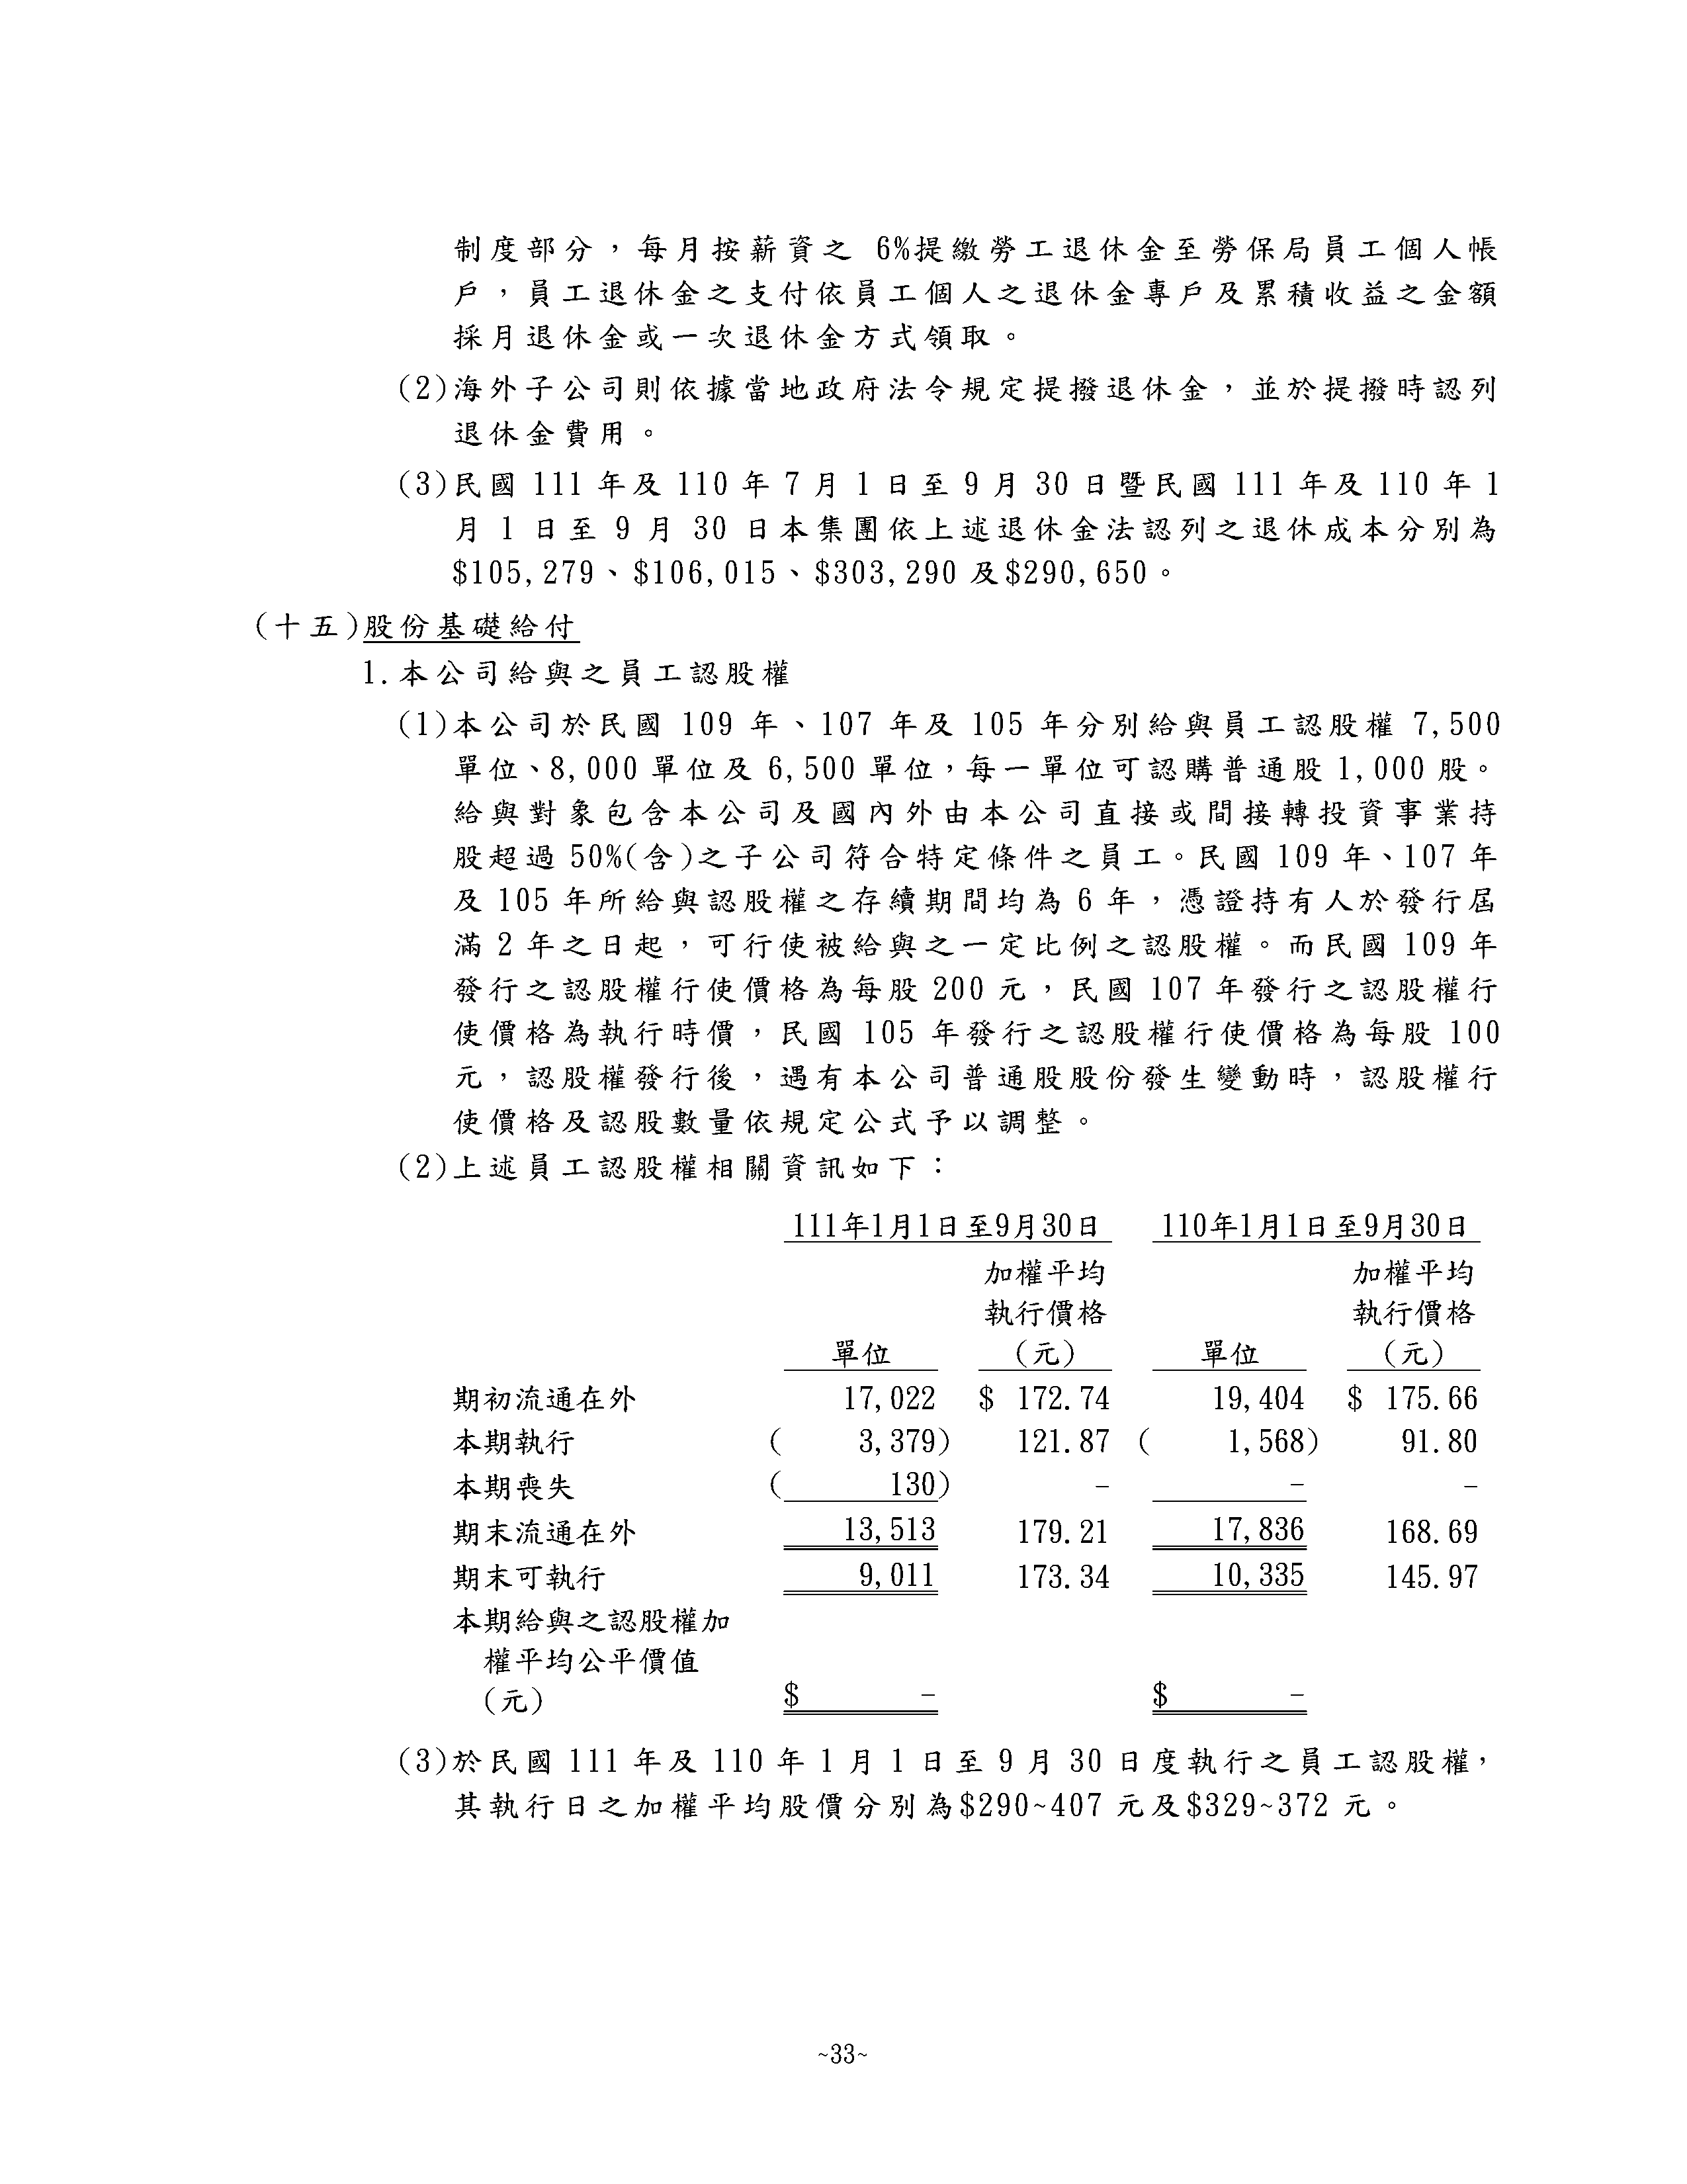 制度部分，每月按薪資之 6%提繳勞工退休金至勞保局員工個人帳
戶，員工退休金之支付依員工個人之退休金專戶及累積收益之金額
採月退休金或一次退休金方式領取。
(2)海外子公司則依據當地政府法令規定提撥退休金，並於提撥時認列
退休金費用。
(3)民國 111 年及 110 年 7 月 1 日至 9 月 30 日暨民國 111 年及 110 年 1
月 1 日至 9 月 30 日本集團依上述退休金法認列之退休成本分別為
$105,279、$106,015、$303,290 及$290,650。
(十五)股份基礎給付
1.本公司給與之員工認股權
(1)本公司於民國 109 年、107 年及 105 年分別給與員工認股權 7,500
單位、8,000 單位及 6,500 單位，每一單位可認購普通股 1,000 股。
給與對象包含本公司及國內外由本公司直接或間接轉投資事業持
股超過 50%(含)之子公司符合特定條件之員工。民國 109 年、107 年
及 105 年所給與認股權之存續期間均為 6 年，憑證持有人於發行屆
滿 2 年之日起，可行使被給與之一定比例之認股權。而民國 109 年
發行之認股權行使價格為每股 200 元，民國 107 年發行之認股權行
使價格為執行時價，民國 105 年發行之認股權行使價格為每股 100
元，認股權發行後，遇有本公司普通股股份發生變動時，認股權行
使價格及認股數量依規定公式予以調整。
(2)上述員工認股權相關資訊如下：
111年1月1日至9月30日 110年1月1日至9月30日
加權平均 加權平均
執行價格 執行價格
單位 (元) 單位 (元)
期初流通在外 17,022 $ 172.74 19,404 $ 175.66
本期執行 ( 3,379) 121.87 ( 1,568) 91.80
本期喪失 ( 130) - - -
期末流通在外 13,513 179.21 17,836 168.69
期末可執行 9,011 173.34 10,335 145.97
本期給與之認股權加
權平均公平價值
(元) $ - $ -
(3)於民國 111 年及 110 年 1 月 1 日至 9 月 30 日度執行之員工認股權，
其執行日之加權平均股價分別為$290~407 元及$329~372 元。
~33~